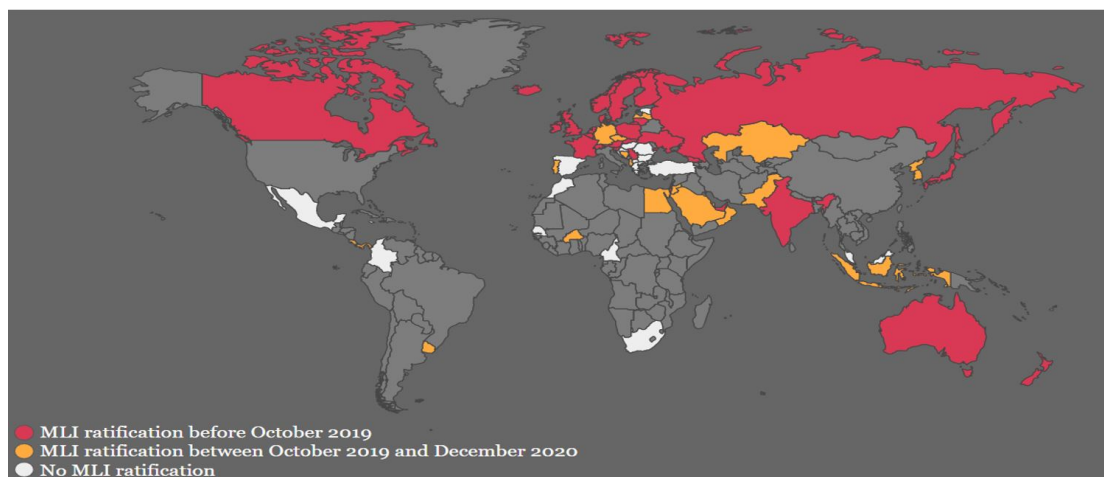 MLI ratification before October 2019
MLI ratification between October 2019 and December 2020
No MLI ratification